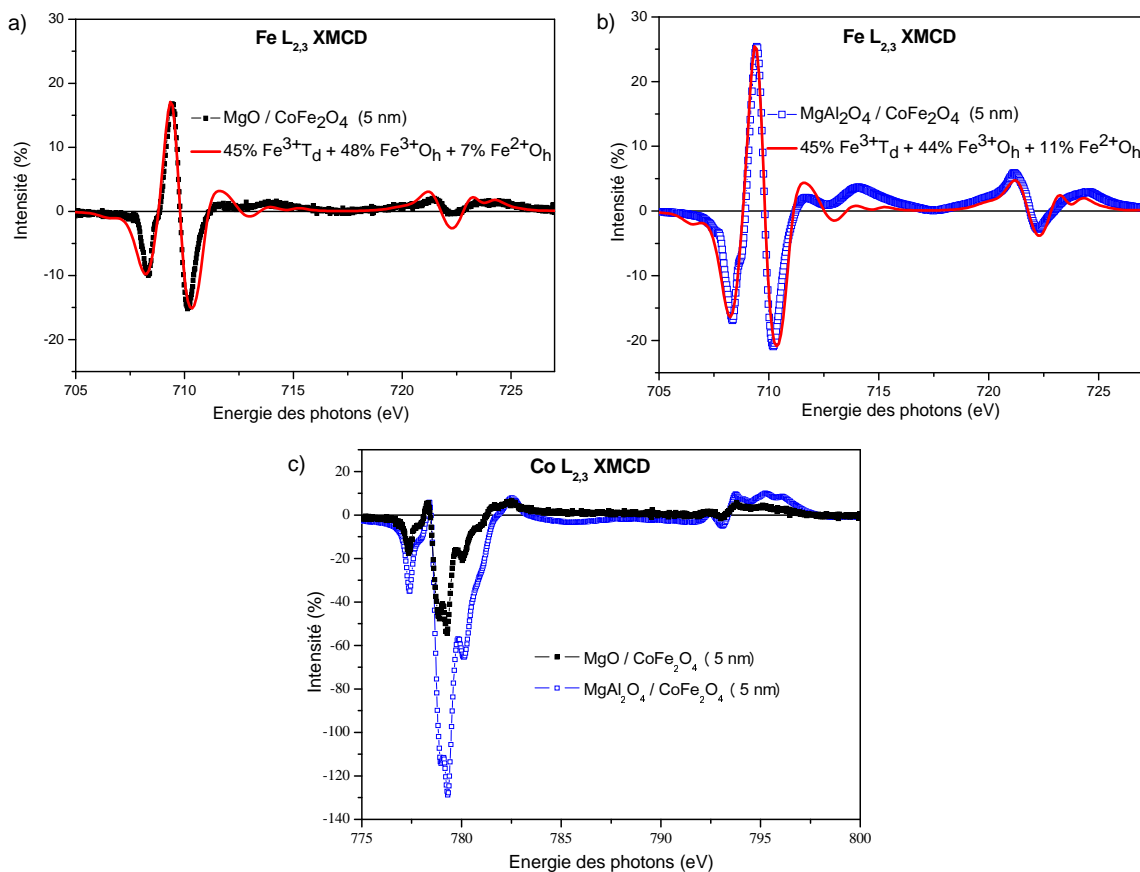 a)
Fe L2,3 XMCD
MgO / CoFe2O4 (5 nm)
45% Fe3+Td + 48% Fe3+Oh + 7% Fe2+Oh
Intensité (%)
30
20
10
0
-10
-20
705 710 715 720 725
Energie des photons (eV)
b)
Fe L2,3 XMCD
MgAl2O4 / CoFe2O4 (5 nm)
45% Fe3+Td + 44% Fe3+Oh + 11% Fe2+Oh
Intensité (%)
20
10
0
-10
-20
705 710 715 720 725
Energie des photons (eV)
c)
Co L2,3 XMCD
MgO / CoFe2O4 ( 5 nm)
MgAl2O4 / CoFe2O4 ( 5 nm)
Intensité (%)
20
0
-20
-40
-60
-80
-100
-120
-140
775 780 785 790 795 800
Energie des photons (eV)